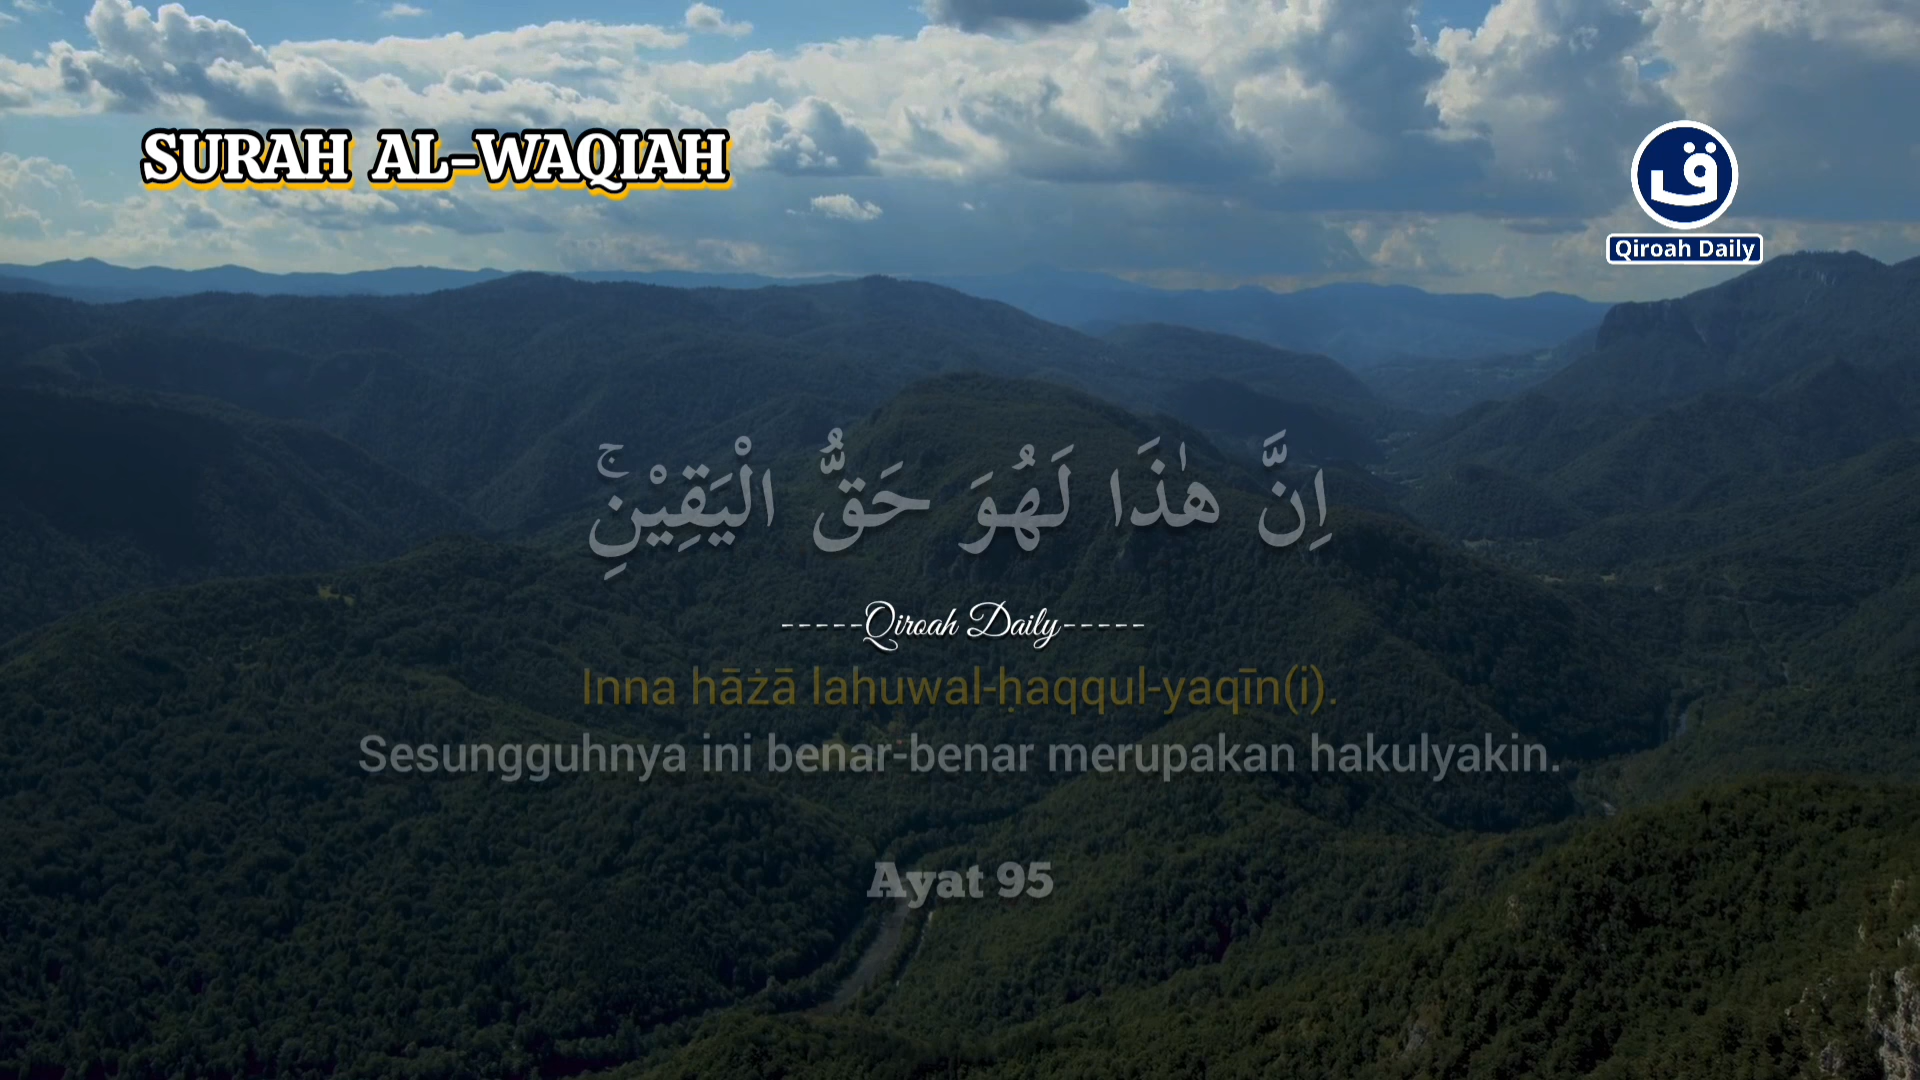 SURAH AL-WAQIAH
ق
Qiroah Daily
اِنَّ هٰذَا لَهُوَ حَقُّ الْيَقِيْنِۚ
-----Qiroah Daily-----
Inna hāżā lahuwal-ḥaqqul-yaqīn(i).
Sesungguhnya ini benar-benar merupakan hakulyakin.
Ayat 95